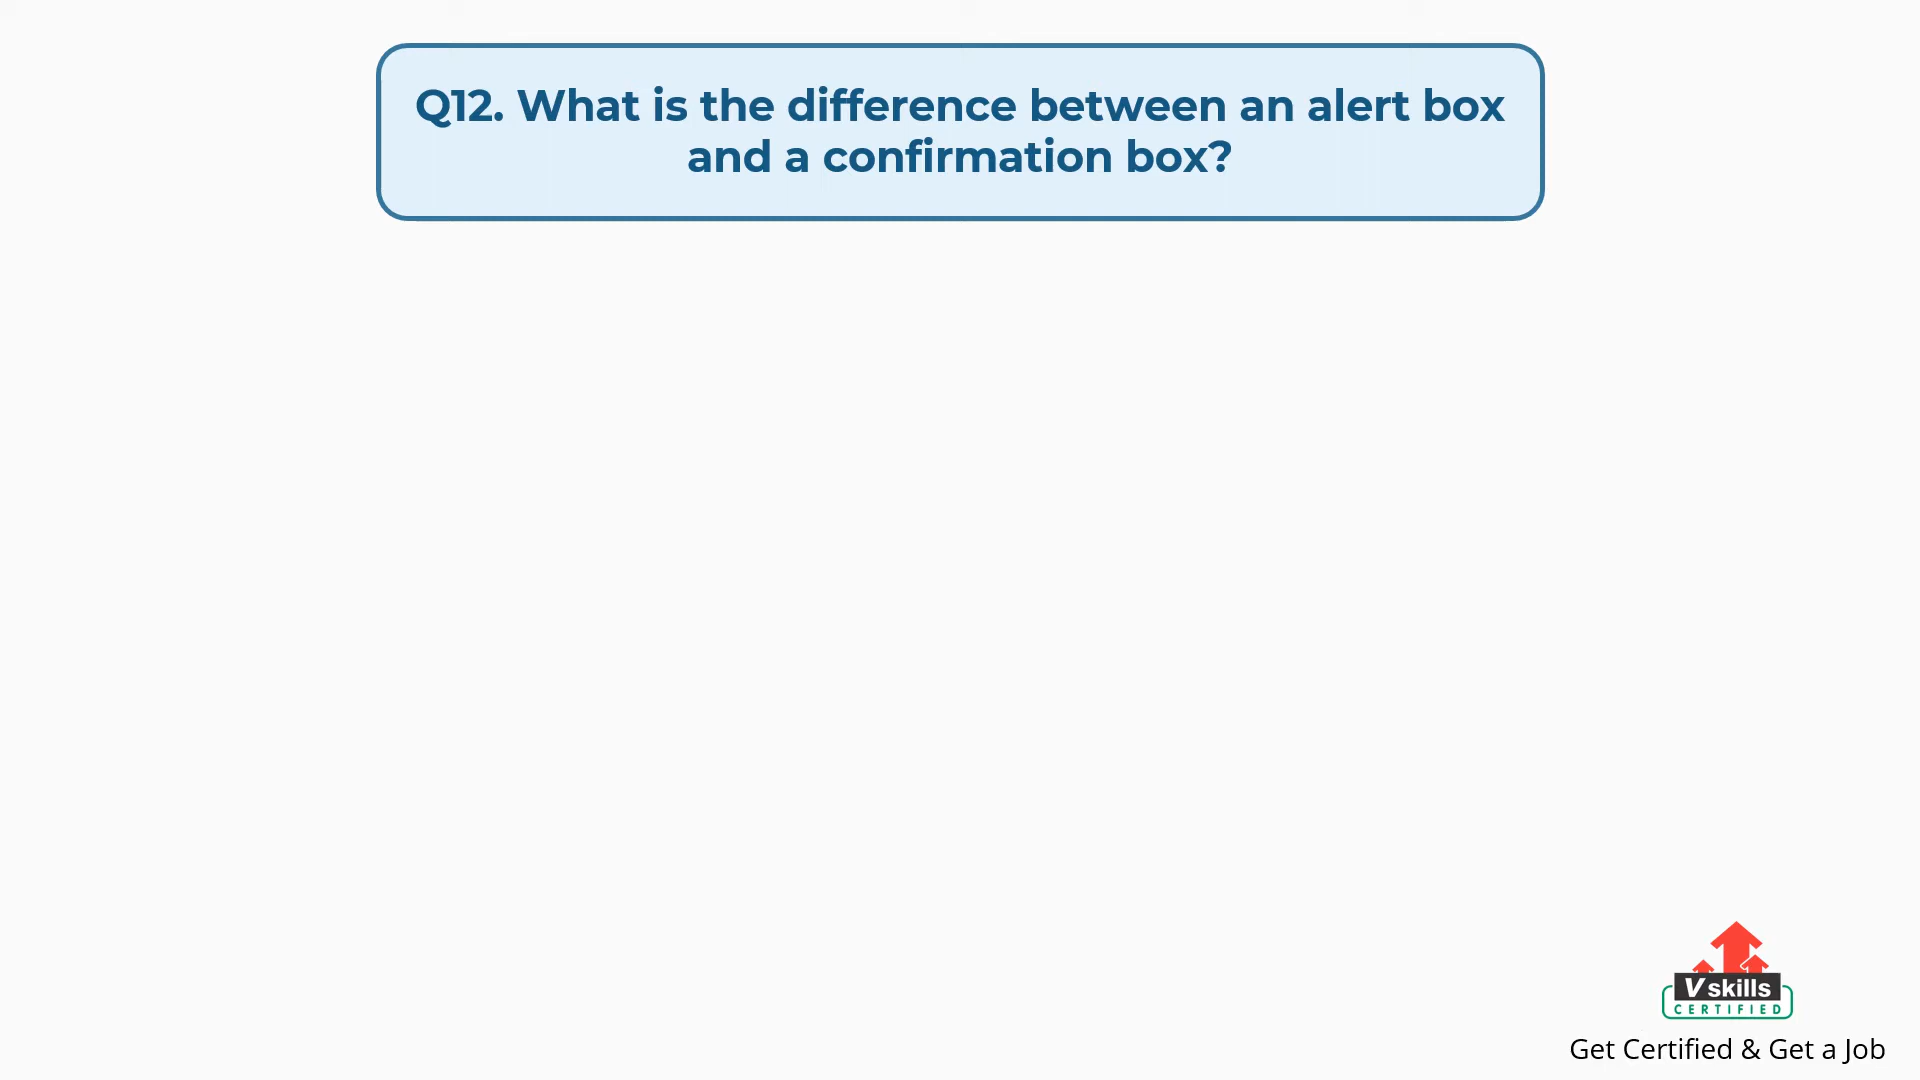 Q12. What is the difference between an alert box
and a confirmation box?
Vskills
CERTIFIED
Get Certified & Get a Job